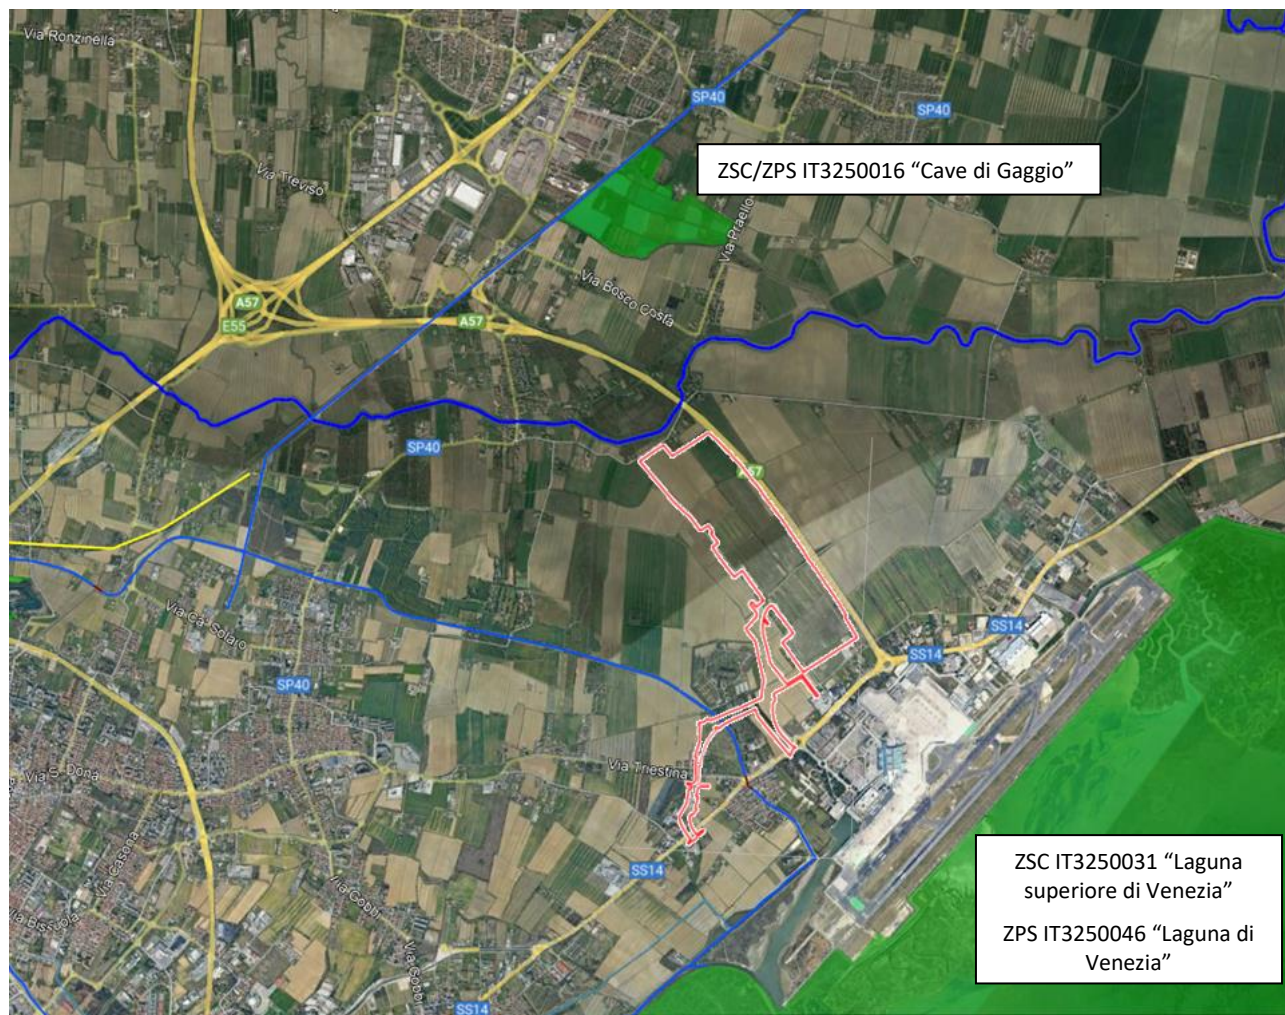 Via Ronzinella
SP40
SP40
ZSC/ZPS IT3250016 “Cave di Gaggio”
Via Treviso
Via Praello
Via Bosco Costa
A57
E55
A57
SP40
A57
Via Ca' Solaro
SS14
SS14
SP40
Via Triestina
Via S. Donà
ZSC IT3250031 “Laguna
superiore di Venezia”
ZPS IT3250046 “Laguna di
Venezia”
Via Casona
SS14
Via Gobbi
Via Bissuola
Via Gobbi
SS14